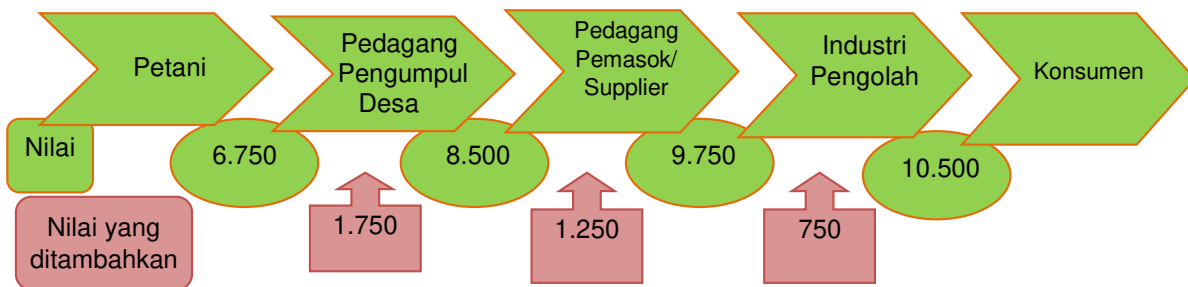 Petani
Pedagang
Pengumpul
Desa
Pedagang
Pemasok/
Supplier
Industri
Pengolah
Konsumen
Nilai
6.750
8.500
9.750
10.500
Nilai yang
ditambahkan
1.750
1.250
750